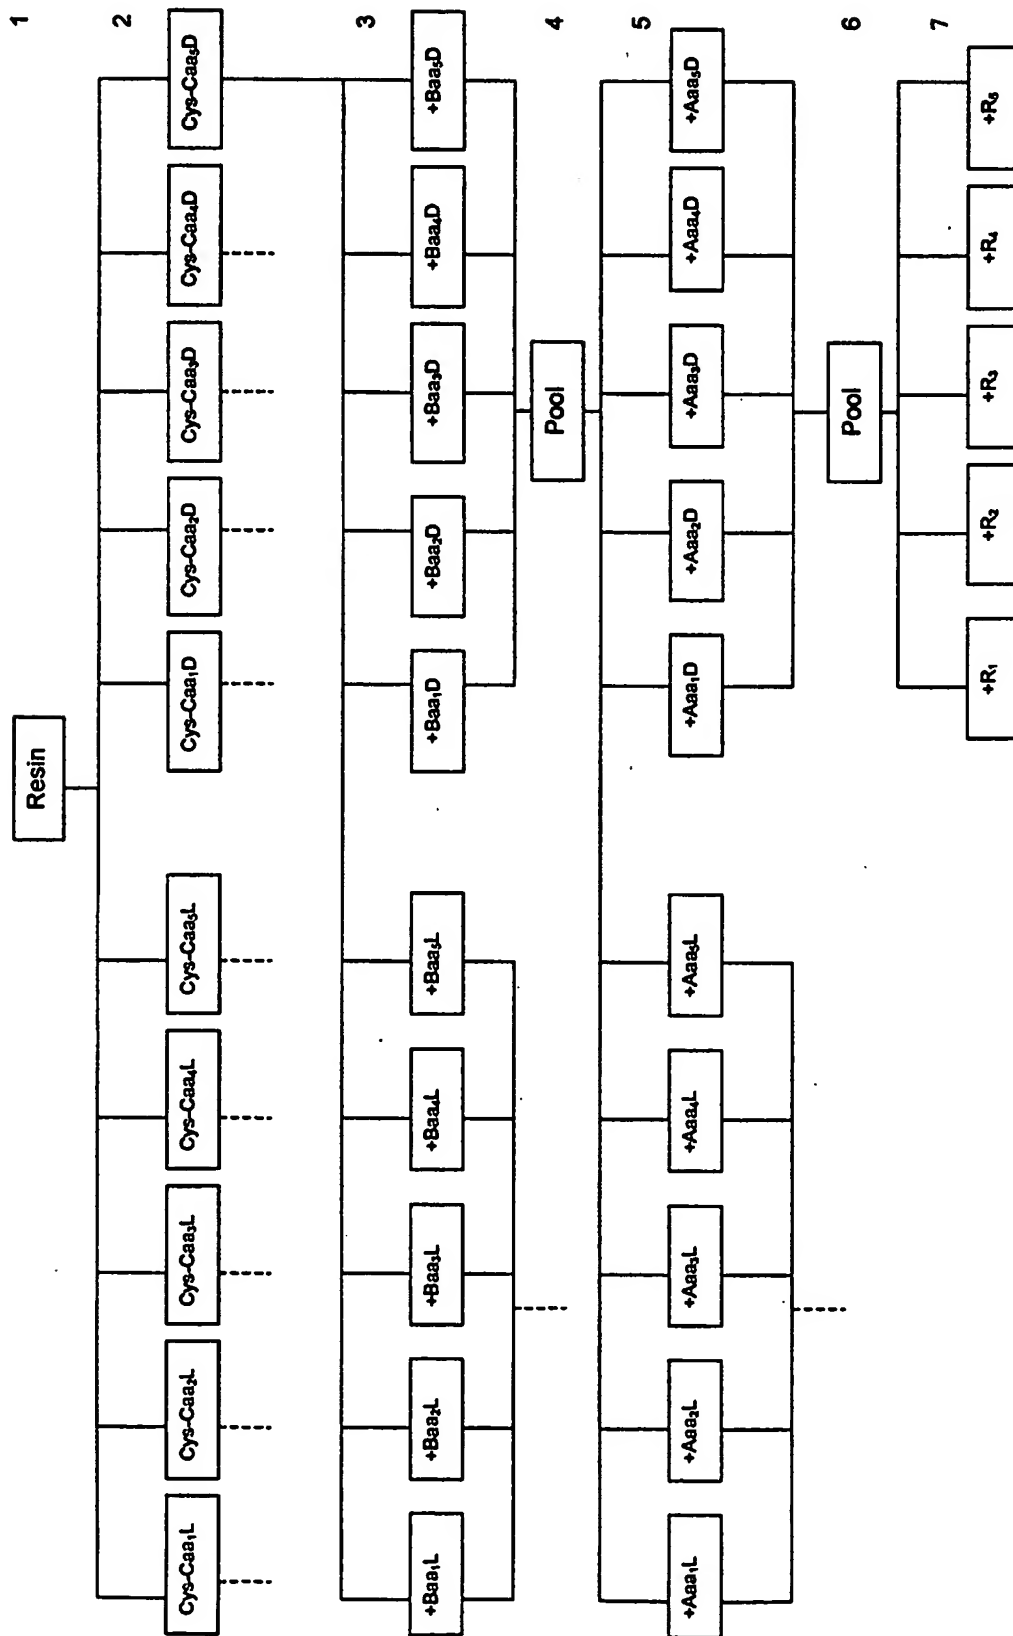 1
Resin
2
Cys-Caa₁L Cys-Caa₂L Cys-Caa₃L Cys-Caa₄L Cys-Caa₅L Cys-Caa₁D Cys-Caa₂D Cys-Caa₃D Cys-Caa₄D Cys-Caa₅D
3
+Baa₁L +Baa₂L +Baa₃L +Baa₄L +Baa₅L +Baa₁D +Baa₂D +Baa₃D +Baa₄D +Baa₅D
4
Pool
5
+Aaa₁L +Aaa₂L +Aaa₃L +Aaa₄L +Aaa₅L +Aaa₁D +Aaa₂D +Aaa₃D +Aaa₄D +Aaa₅D
6
Pool
7
+R₁ +R₂ +R₃ +R₄ +R₅